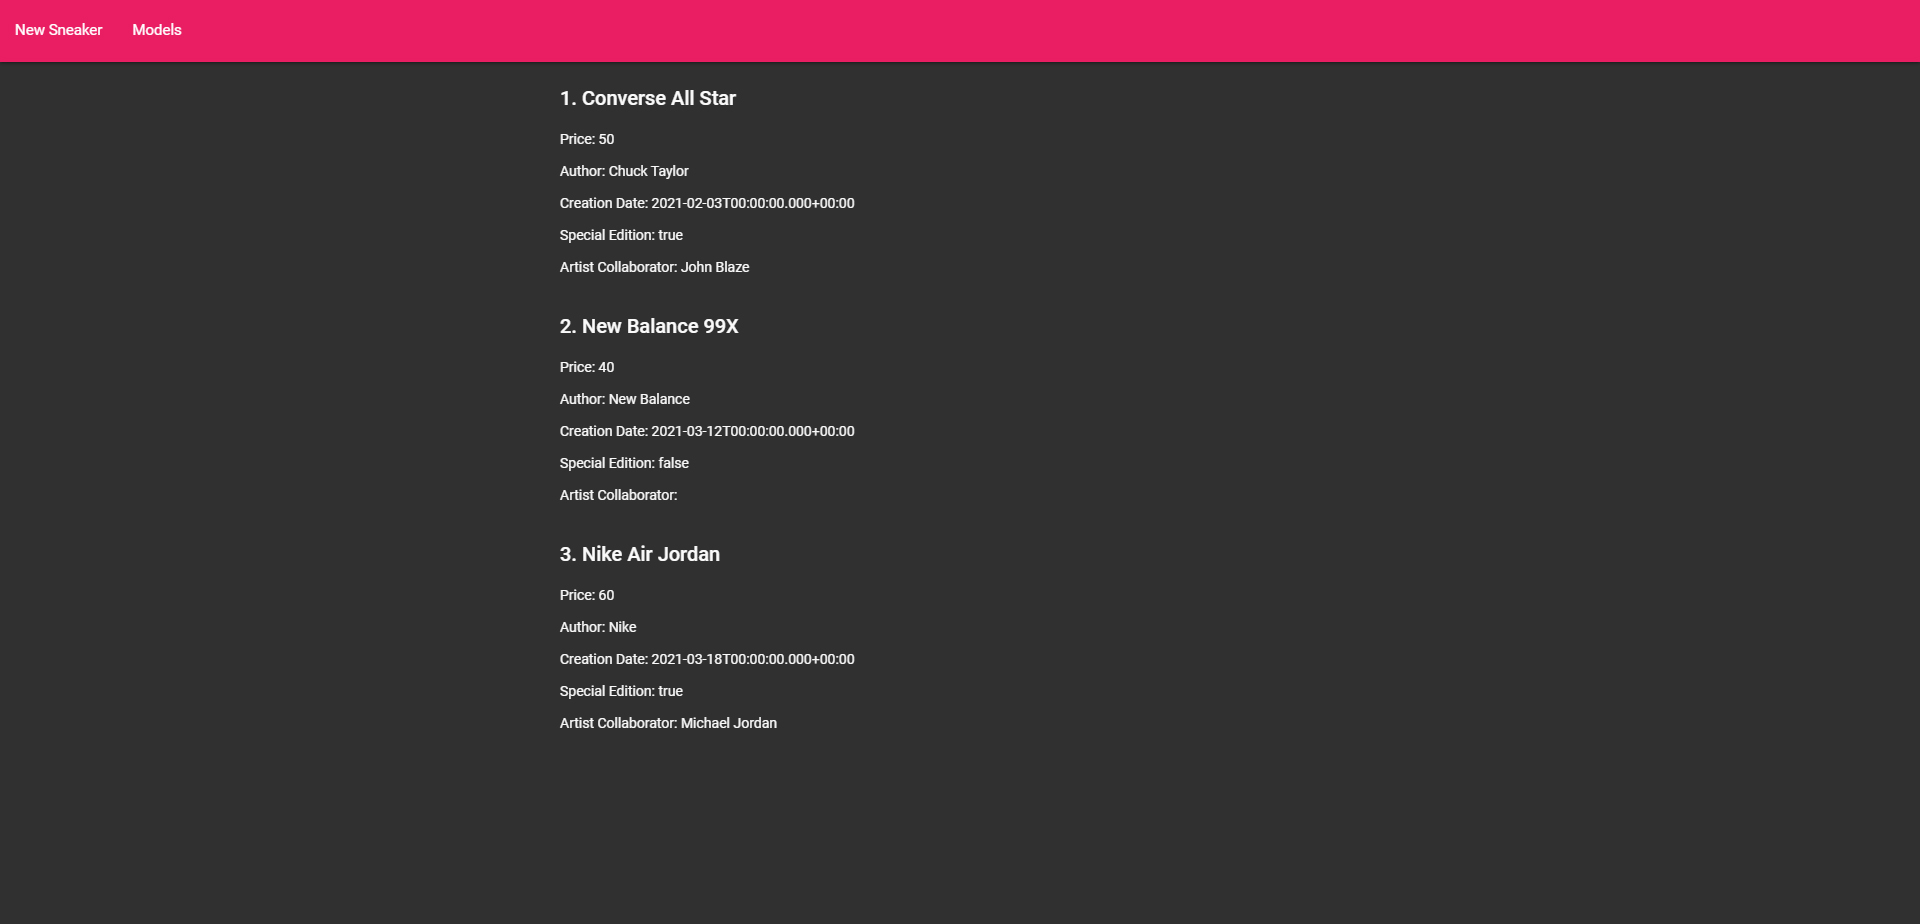 New Sneaker Models
1. Converse All Star
Price: 50
Author: Chuck Taylor
Creation Date: 2021-02-03T00:00:00.000+00:00
Special Edition: true
Artist Collaborator: John Blaze
2. New Balance 99X
Price: 40
Author: New Balance
Creation Date: 2021-03-12T00:00:00.000+00:00
Special Edition: false
Artist Collaborator:
3. Nike Air Jordan
Price: 60
Author: Nike
Creation Date: 2021-03-18T00:00:00.000+00:00
Special Edition: true
Artist Collaborator: Michael Jordan